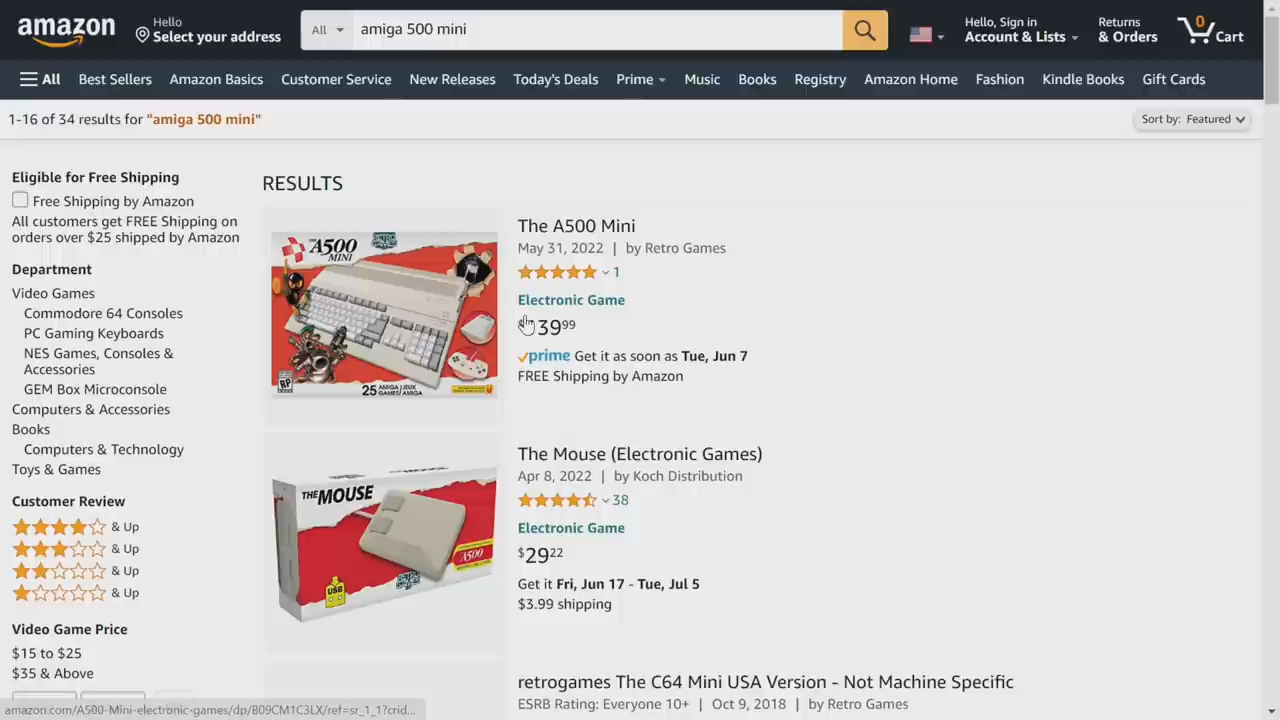 amazon
Hello
Select your address
All
amiga 500 mini
Hello, Sign in
Account & Lists
Returns
& Orders
0
Cart
All
Best Sellers
Amazon Basics
Customer Service
New Releases
Today's Deals
Prime
Music
Books
Registry
Amazon Home
Fashion
Kindle Books
Gift Cards
1-16 of 34 results for "amiga 500 mini"
Sort by: Featured
Eligible for Free Shipping
Free Shipping by Amazon
All customers get FREE Shipping on
orders over $25 shipped by Amazon
Department
Video Games
Commodore 64 Consoles
PC Gaming Keyboards
NES Games, Consoles &
Accessories
GEM Box Microconsole
Computers & Accessories
Books
Computers & Technology
Toys & Games
Customer Review
& Up
& Up
& Up
& Up
Video Game Price
$15 to $25
$35 & Above
RESULTS
THE A500
MINI
RP
25 AMIGA GAMES/JEUX AMIGA
The A500 Mini
May 31, 2022 | by Retro Games
1
Electronic Game
39 99
prime Get it as soon as Tue, Jun 7
FREE Shipping by Amazon
THE MOUSE
A500
USB
The Mouse (Electronic Games)
Apr 8, 2022 | by Koch Distribution
38
Electronic Game
$29 22
Get it Fri, Jun 17 - Tue, Jul 5
$3.99 shipping
retrogames The C64 Mini USA Version - Not Machine Specific
ESRB Rating: Everyone 10+ | Oct 9, 2018 | by Retro Games
amazon.com/A500-Mini-electronic-games/dp/B09CM1C3LX/ref=sr_1_1?crid...